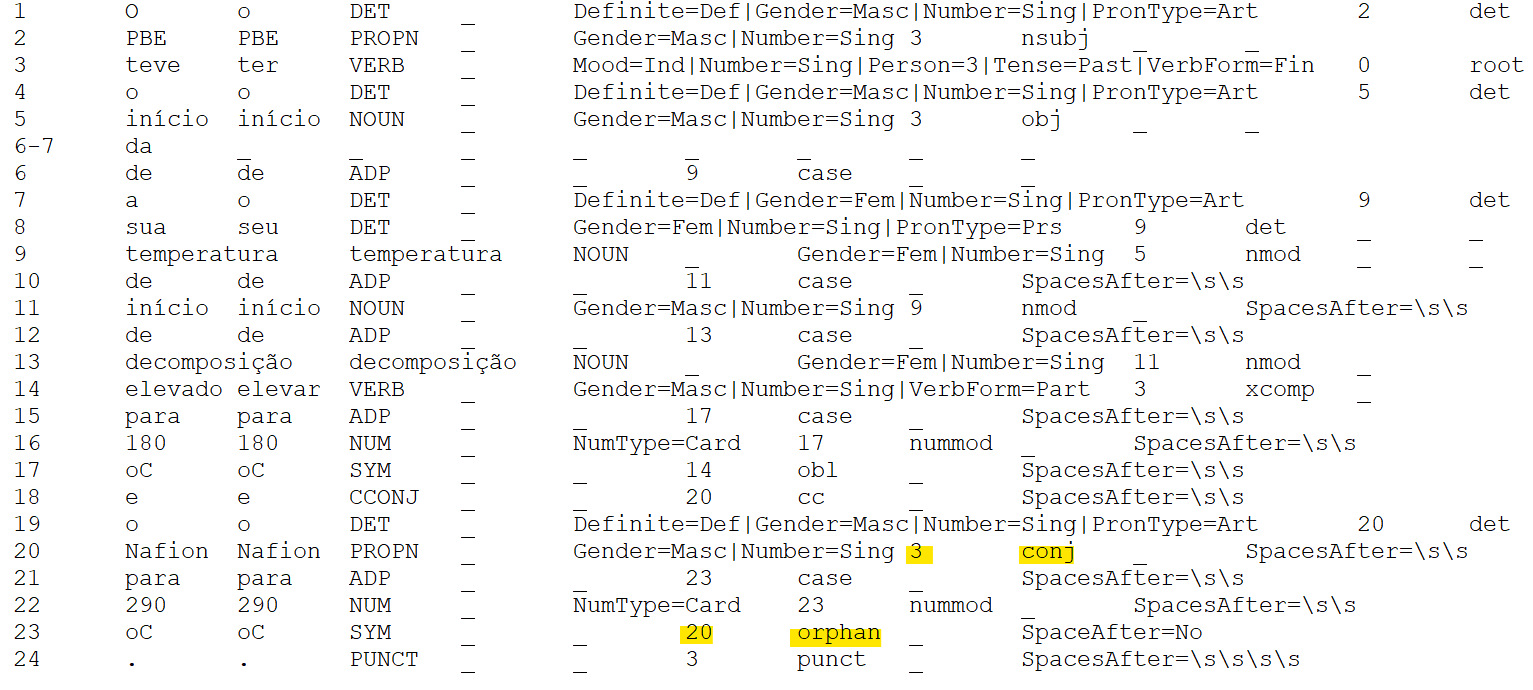 1 O o DET _ Definite=Def|Gender=Masc|Number=Sing|PronType=Art 2 det
2 PBE PBE PROPN _ Gender=Masc|Number=Sing 3 nsubj _ _
3 teve ter VERB _ Mood=Ind|Number=Sing|Person=3|Tense=Past|VerbForm=Fin 0 root
4 o o DET _ Definite=Def|Gender=Masc|Number=Sing|PronType=Art 5 det
5 início início NOUN _ Gender=Masc|Number=Sing 3 obj _ _
6-7 da _ _ _ _ _ _ _ _
6 de de ADP _ _ 9 case _ _
7 a o DET _ Definite=Def|Gender=Fem|Number=Sing|PronType=Art 9 det
8 sua seu DET _ Gender=Fem|Number=Sing|PronType=Prs 9 det _ _
9 temperatura temperatura NOUN _ Gender=Fem|Number=Sing 5 nmod _ _
10 de de ADP _ _ 11 case _ SpacesAfter=\s\s
11 início início NOUN _ Gender=Masc|Number=Sing 9 nmod _ SpacesAfter=\s\s
12 de de ADP _ _ 13 case _ SpacesAfter=\s\s
13 decomposição decomposição NOUN _ Gender=Fem|Number=Sing 11 nmod _
14 elevado elevar VERB _ Gender=Masc|Number=Sing|VerbForm=Part 3 xcomp _
15 para para ADP _ _ 17 case _ SpacesAfter=\s\s
16 180 180 NUM _ NumType=Card 17 nummod _ SpacesAfter=\s\s
17 oC oC SYM _ _ 14 obl _ SpacesAfter=\s\s
18 e e CCONJ _ _ 20 cc _ SpacesAfter=\s\s
19 o o DET _ Definite=Def|Gender=Masc|Number=Sing|PronType=Art 20 det
20 Nafion Nafion PROPN _ Gender=Masc|Number=Sing 3 conj _ SpacesAfter=\s\s
21 para para ADP _ _ 23 case _ SpacesAfter=\s\s
22 290 290 NUM _ NumType=Card 23 nummod _ SpacesAfter=\s\s
23 oC oC SYM _ _ 20 orphan _ SpaceAfter=No
24 . . PUNCT _ _ 3 punct _ SpacesAfter=\s\s\s\s